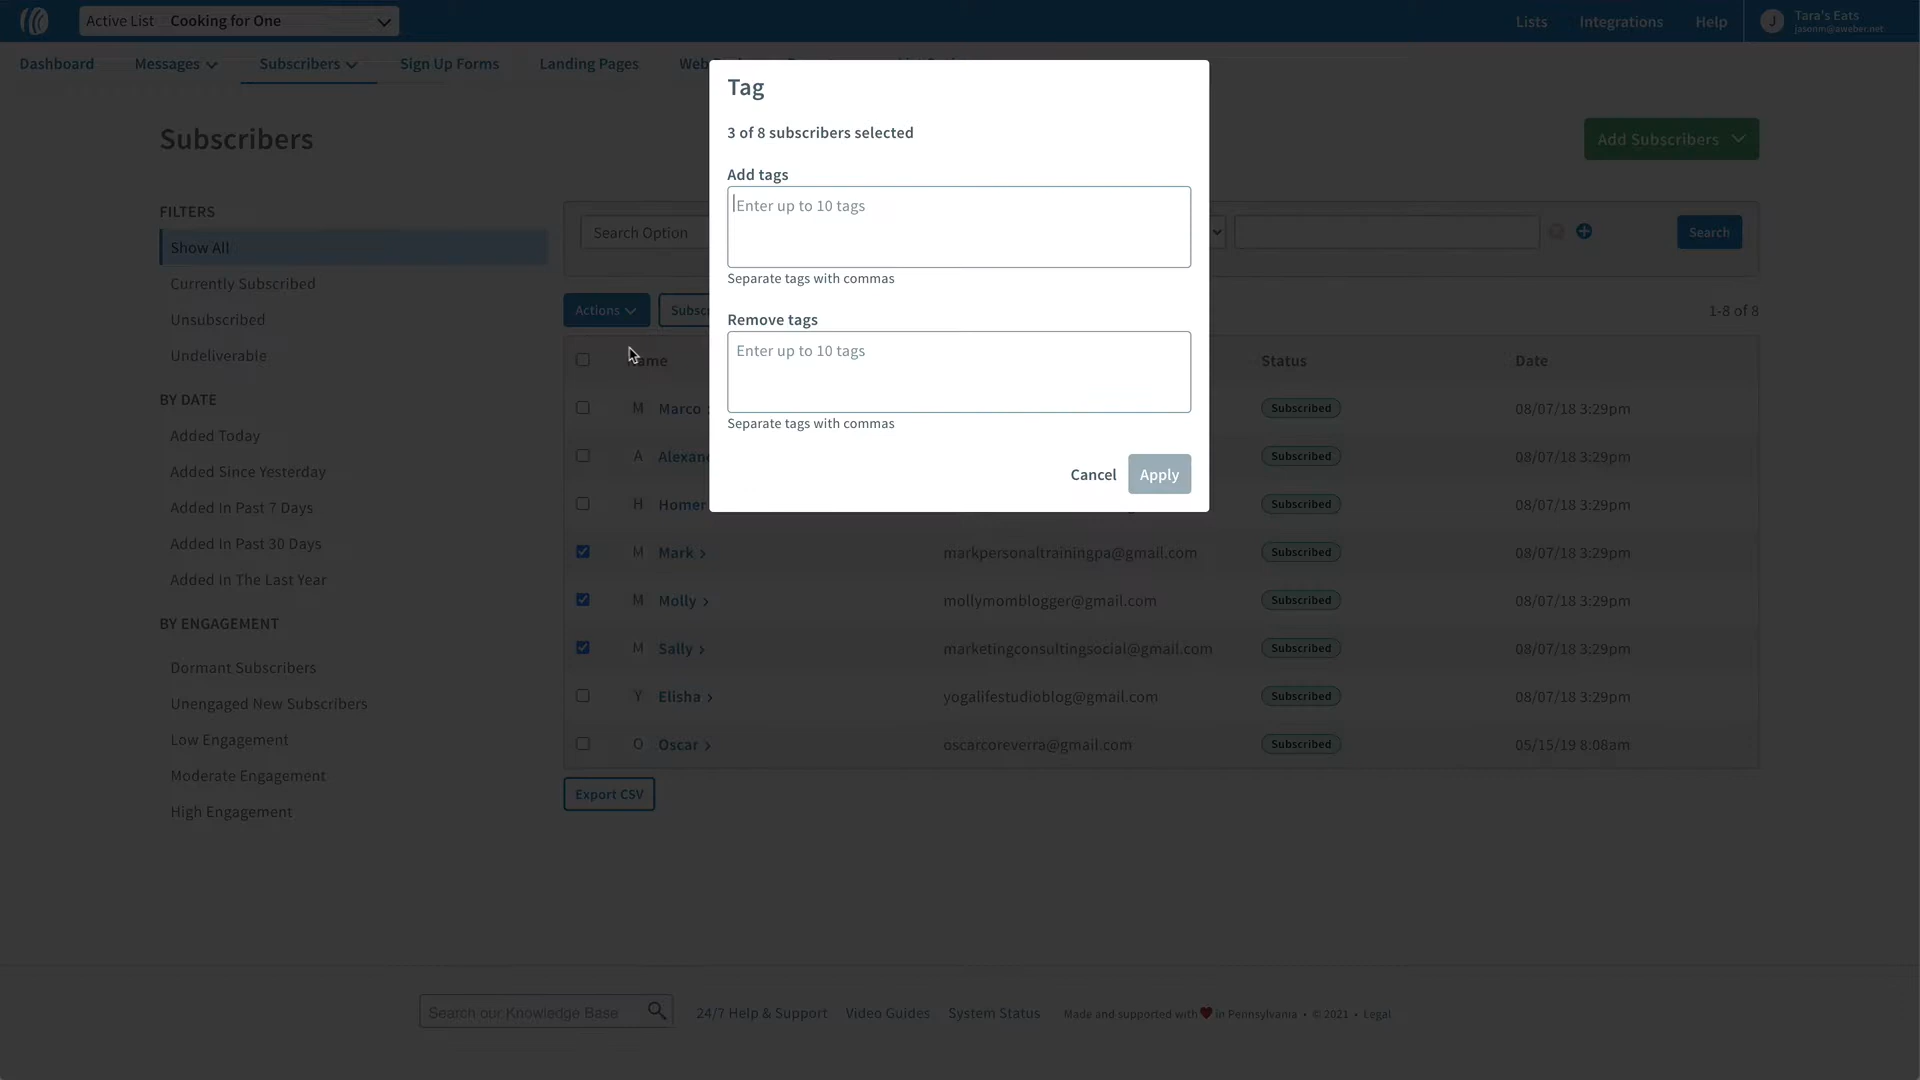 Active List Cooking for One
Lists Integrations Help
J Tara's Eats
jasonm@aweber.net
Dashboard Messages Subscribers Sign Up Forms Landing Pages
Subscribers
Add Subscribers
FILTERS
Show All
Currently Subscribed
Unsubscribed
Undeliverable
BY DATE
Added Today
Added Since Yesterday
Added In Past 7 Days
Added In Past 30 Days
Added in The Last Year
BY ENGAGEMENT
Dormant Subscribers
Unengaged New Subscribers
Low Engagement
Moderate Engagement
High Engagement
Search Option
Search
Actions
1-8 of 8
Status Date
M Marco Subscribed 08/07/18 3:29pm
A Subscribed 08/07/18 3:29pm
H Homer Subscribed 08/07/18 3:29pm
M Mark > markpersonaltrainingpa@gmail.com Subscribed 08/07/18 3:29pm
M Molly > mollymomblogger@gmail.com Subscribed 08/07/18 3:29pm
M Sally > marketingconsultingsocial@gmail.com Subscribed 08/07/18 3:29pm
Y Elisha > yogalifestudioblog@gmail.com Subscribed 08/07/18 3:29pm
O Oscar > oscarcoreverra@gmail.com Subscribed 05/15/19 8:08am
Export CSV
Tag
3 of 8 subscribers selected
Add tags
Enter up to 10 tags
Separate tags with commas
Remove tags
Enter up to 10 tags
Separate tags with commas
Cancel Apply
Search our Knowledge Base 24/7 Help & Support Video Guides System Status Made and supported with ❤ in Pennsylvania • © 2021 • Legal